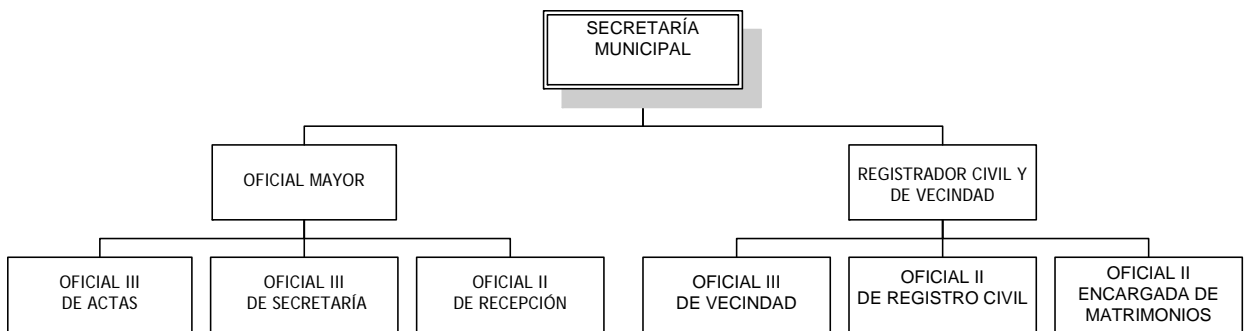 SECRETARÍA
MUNICIPAL
OFICIAL MAYOR
REGISTRADOR CIVIL Y
DE VECINDAD
OFICIAL III
DE ACTAS
OFICIAL III
DE SECRETARÍA
OFICIAL II
DE RECEPCIÓN
OFICIAL III
DE VECINDAD
OFICIAL II
DE REGISTRO CIVIL
OFICIAL II
ENCARGADA DE
MATRIMONIOS